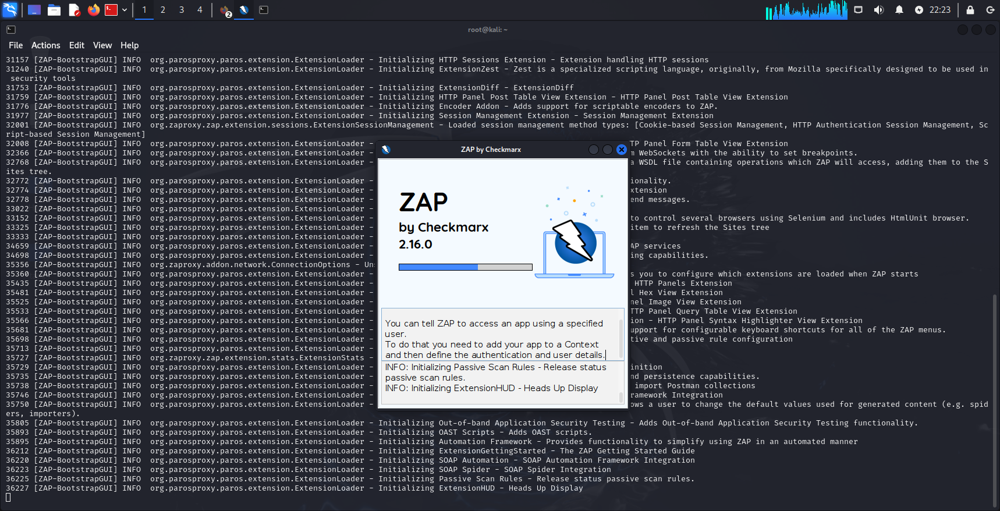 1 2 3 4 2 22:23
root@kali: ~
File Actions Edit View Help
31157 [ZAP-BootstrapGUI] INFO  org.parosproxy.paros.extension.ExtensionLoader - Initializing HTTP Sessions Extension - Extension handling HTTP sessions
31240 [ZAP-BootstrapGUI] INFO  org.parosproxy.paros.extension.ExtensionLoader - Initializing ExtensionZest - Zest is a specialized scripting language, originally, from Mozilla specifically designed to be used in
security tools
31753 [ZAP-BootstrapGUI] INFO  org.parosproxy.paros.extension.ExtensionLoader - Initializing ExtensionDiff - ExtensionDiff
31759 [ZAP-BootstrapGUI] INFO  org.parosproxy.paros.extension.ExtensionLoader - Initializing HTTP Panel Post Table View Extension - HTTP Panel Post Table View Extension
31776 [ZAP-BootstrapGUI] INFO  org.parosproxy.paros.extension.ExtensionLoader - Initializing Encoder Addon - Adds support for scriptable encoders to ZAP.
31977 [ZAP-BootstrapGUI] INFO  org.parosproxy.paros.extension.ExtensionLoader - Initializing Session Management Extension - Session Management Extension
32001 [ZAP-BootstrapGUI] INFO  org.zaproxy.zap.extension.sessions.ExtensionSessionManagement - Loaded session management method types: [Cookie-based Session Management, HTTP Authentication Session Management, Sc
ript-based Session Management]
32008 [ZAP-BootstrapGUI] INFO  org.parosproxy.paros.extension.ExtensionLoader - TP Panel Form Table View Extension
32366 [ZAP-BootstrapGUI] INFO  org.parosproxy.paros.extension.ExtensionLoader - m WebSockets with the ability to set breakpoints.
32768 [ZAP-BootstrapGUI] INFO  org.parosproxy.paros.extension.ExtensionLoader - a WSDL file containing operations which ZAP will access, adding them to the S
ites tree.
32772 [ZAP-BootstrapGUI] INFO  org.parosproxy.paros.extension.ExtensionLoader - ionality.
32774 [ZAP-BootstrapGUI] INFO  org.parosproxy.paros.extension.ExtensionLoader - xtension
32778 [ZAP-BootstrapGUI] INFO  org.parosproxy.paros.extension.ExtensionLoader - end messages.
33022 [ZAP-BootstrapGUI] INFO  org.parosproxy.paros.extension.ExtensionLoader -
33152 [ZAP-BootstrapGUI] INFO  org.parosproxy.paros.extension.ExtensionLoader - to control several browsers using Selenium and includes HtmlUnit browser.
33325 [ZAP-BootstrapGUI] INFO  org.parosproxy.paros.extension.ExtensionLoader - item to refresh the Sites tree
33333 [ZAP-BootstrapGUI] INFO  org.parosproxy.paros.extension.ExtensionLoader -
34659 [ZAP-BootstrapGUI] INFO  org.parosproxy.paros.extension.ExtensionLoader - AP services
34698 [ZAP-BootstrapGUI] INFO  org.parosproxy.paros.extension.ExtensionLoader - ing capabilities.
35356 [ZAP-BootstrapGUI] INFO  org.zaproxy.addon.network.ConnectionOptions - Un
35360 [ZAP-BootstrapGUI] INFO  org.parosproxy.paros.extension.ExtensionLoader - s you to configure which extensions are loaded when ZAP starts
35435 [ZAP-BootstrapGUI] INFO  org.parosproxy.paros.extension.ExtensionLoader - HTTP Panels Extension
35481 [ZAP-BootstrapGUI] INFO  org.parosproxy.paros.extension.ExtensionLoader - l Hex View Extension
35525 [ZAP-BootstrapGUI] INFO  org.parosproxy.paros.extension.ExtensionLoader - nel Image View Extension
35533 [ZAP-BootstrapGUI] INFO  org.parosproxy.paros.extension.ExtensionLoader - TP Panel Query Table View Extension
35566 [ZAP-BootstrapGUI] INFO  org.parosproxy.paros.extension.ExtensionLoader - on - HTTP Panel Syntax Highlighter View Extension
35681 [ZAP-BootstrapGUI] INFO  org.parosproxy.paros.extension.ExtensionLoader - upport for configurable keyboard shortcuts for all of the ZAP menus.
35698 [ZAP-BootstrapGUI] INFO  org.parosproxy.paros.extension.ExtensionLoader - tive and passive rule configuration
35713 [ZAP-BootstrapGUI] INFO  org.parosproxy.paros.extension.ExtensionLoader -
35727 [ZAP-BootstrapGUI] INFO  org.zaproxy.zap.extension.stats.ExtensionStats -
35729 [ZAP-BootstrapGUI] INFO  org.parosproxy.paros.extension.ExtensionLoader - inition
35735 [ZAP-BootstrapGUI] INFO  org.parosproxy.paros.extension.ExtensionLoader - nd persistence capabilities.
35738 [ZAP-BootstrapGUI] INFO  org.parosproxy.paros.extension.ExtensionLoader - import Postman collections
35746 [ZAP-BootstrapGUI] INFO  org.parosproxy.paros.extension.ExtensionLoader - ramework Integration
35750 [ZAP-BootstrapGUI] INFO  org.parosproxy.paros.extension.ExtensionLoader - ows a user to change the default values used for generated content (e.g. spid
ers, importers).
35805 [ZAP-BootstrapGUI] INFO  org.parosproxy.paros.extension.ExtensionLoader - Initializing Out-of-band Application Security Testing - Adds Out-of-band Application Security Testing functionality.
35893 [ZAP-BootstrapGUI] INFO  org.parosproxy.paros.extension.ExtensionLoader - Initializing OAST Scripts - Adds OAST scripts.
35895 [ZAP-BootstrapGUI] INFO  org.parosproxy.paros.extension.ExtensionLoader - Initializing Automation Framework - Provides functionality to simplify using ZAP in an automated manner
36212 [ZAP-BootstrapGUI] INFO  org.parosproxy.paros.extension.ExtensionLoader - Initializing ExtensionGettingStarted - The ZAP Getting Started Guide
36220 [ZAP-BootstrapGUI] INFO  org.parosproxy.paros.extension.ExtensionLoader - Initializing SOAP Automation - SOAP Automation Framework Integration
36223 [ZAP-BootstrapGUI] INFO  org.parosproxy.paros.extension.ExtensionLoader - Initializing SOAP Spider - SOAP Spider Integration
36225 [ZAP-BootstrapGUI] INFO  org.parosproxy.paros.extension.ExtensionLoader - Initializing Passive Scan Rules - Release status passive scan rules.
36227 [ZAP-BootstrapGUI] INFO  org.parosproxy.paros.extension.ExtensionLoader - Initializing ExtensionHUD - Heads Up Display
ZAP by Checkmarx
ZAP
by Checkmarx
2.16.0
You can tell ZAP to access an app using a specified
user.
To do that you need to add your app to a Context
and then define the authentication and user details.
INFO: Initializing Passive Scan Rules - Release status
passive scan rules.
INFO: Initializing ExtensionHUD - Heads Up Display